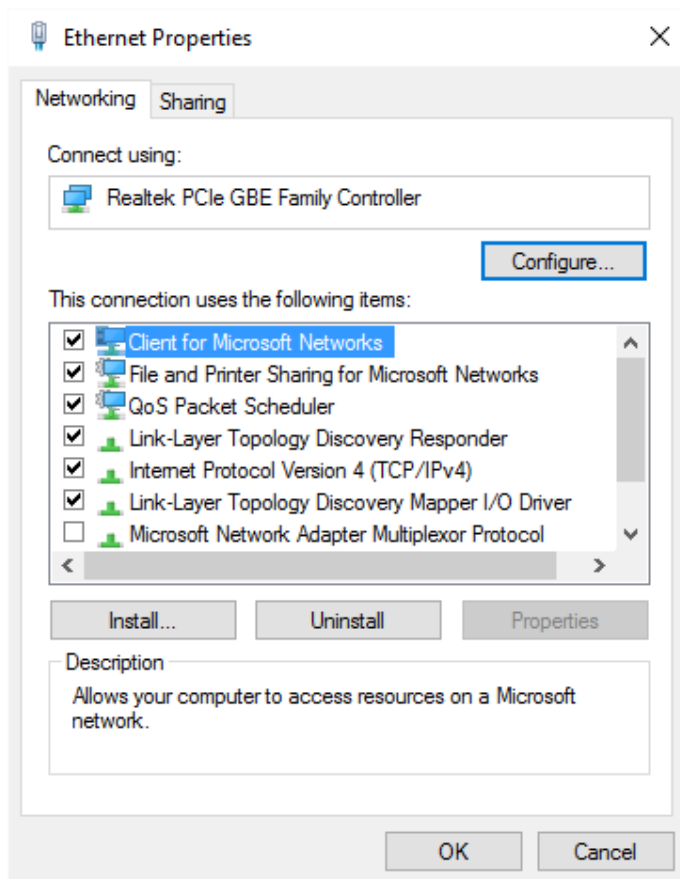 Ethernet Properties
Networking
Sharing
Connect using:
Realtek PCIe GBE Family Controller
Configure...
This connection uses the following items:
Client for Microsoft Networks
File and Printer Sharing for Microsoft Networks
QoS Packet Scheduler
Link-Layer Topology Discovery Responder
Internet Protocol Version 4 (TCP/IPv4)
Link-Layer Topology Discovery Mapper I/O Driver
Microsoft Network Adapter Multiplexor Protocol
Install...
Uninstall
Properties
Description
Allows your computer to access resources on a Microsoft
network.
OK
Cancel